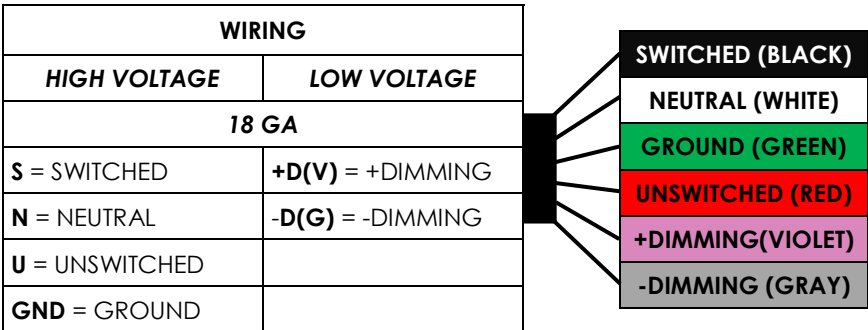 WIRING
HIGH VOLTAGE LOW VOLTAGE
18 GA
S = SWITCHED +D(V) = +DIMMING
N = NEUTRAL -D(G) = -DIMMING
U = UNSWITCHED
GND = GROUND
SWITCHED (BLACK)
NEUTRAL (WHITE)
GROUND (GREEN)
UNSWITCHED (RED)
+DIMMING(VIOLET)
-DIMMING (GRAY)